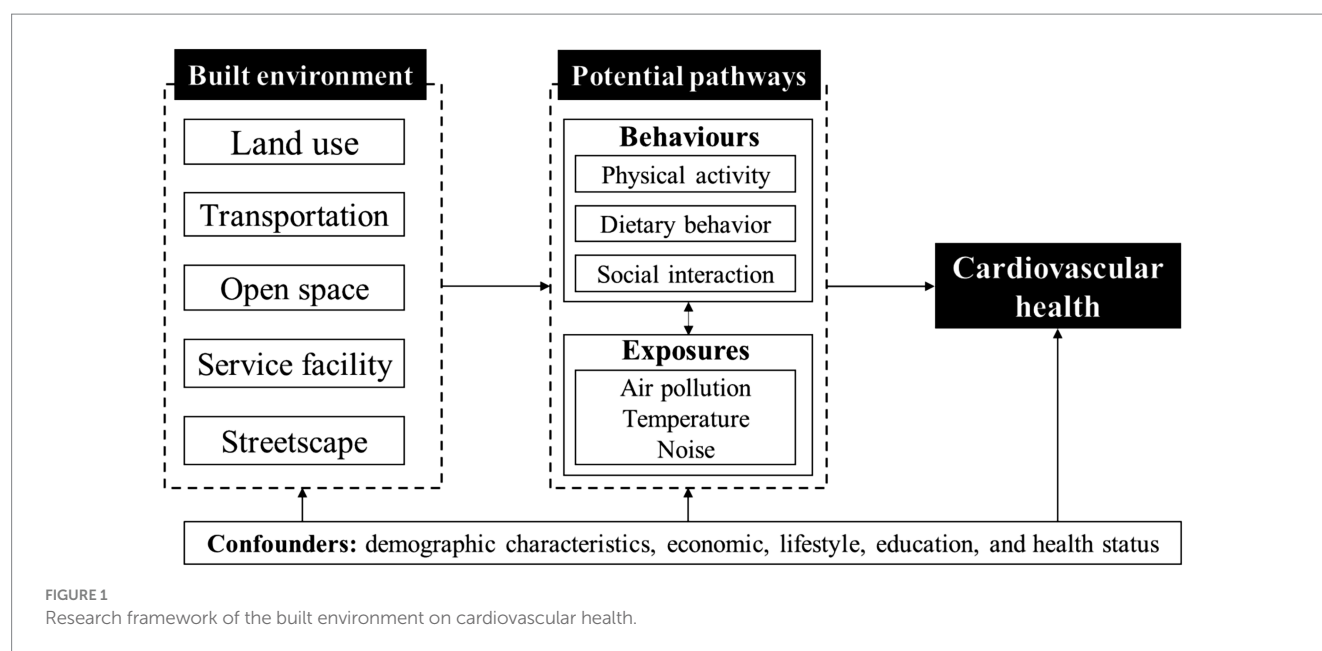 Built environment
Land use
Transportation
Open space
Service facility
Streetscape
Potential pathways
Behaviours
Physical activity
Dietary behavior
Social interaction
Exposures
Air pollution
Temperature
Noise
Cardiovascular
health
Confounders: demographic characteristics, economic, lifestyle, education, and health status
FIGURE 1
Research framework of the built environment on cardiovascular health.